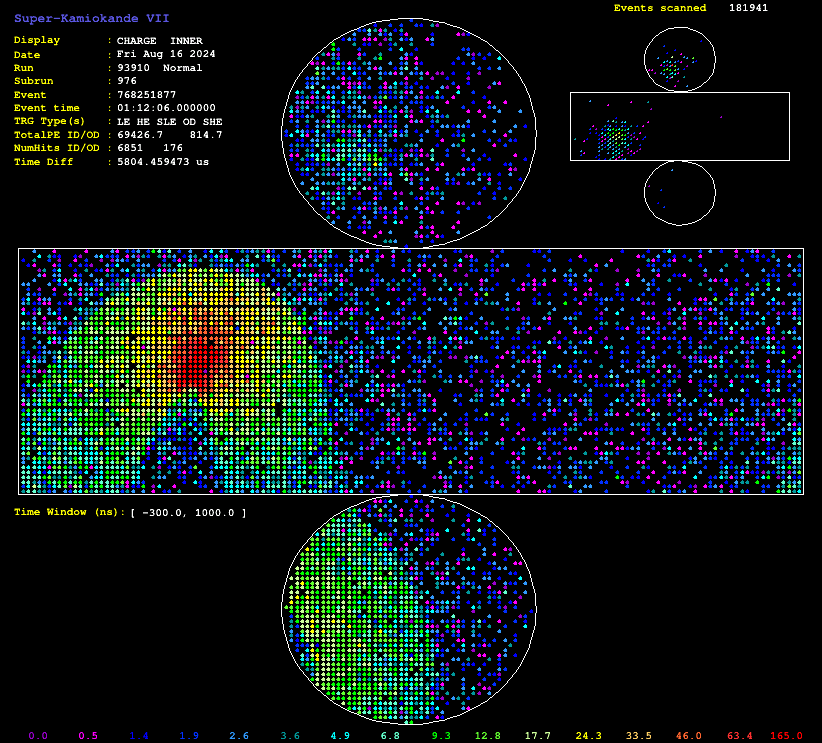 Super-Kamiokande VII
Events scanned 181941
Display : CHARGE INNER
Date : Fri Aug 16 2024
Run : 93910 Normal
Subrun : 976
Event : 768251877
Event time : 01:12:06.000000
TRG Type(s) : LE HE SLE OD SHE
TotalPE ID/OD : 69426.7 814.7
NumHits ID/OD : 6851 176
Time Diff : 5804.459473 us
Time Window (ns): [ -300.0, 1000.0 ]
0.0 0.5 1.4 1.9 2.6 3.6 4.9 6.8 9.3 12.8 17.7 24.3 33.5 46.0 63.4 165.0